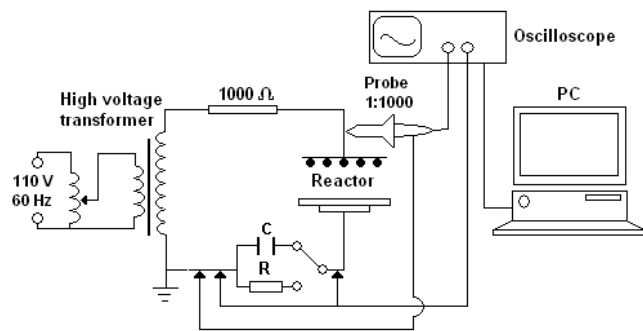 Oscilloscope
Probe
1:1000
PC
High voltage
transformer
1000 Ω
110 V
60 Hz
Reactor
C
R